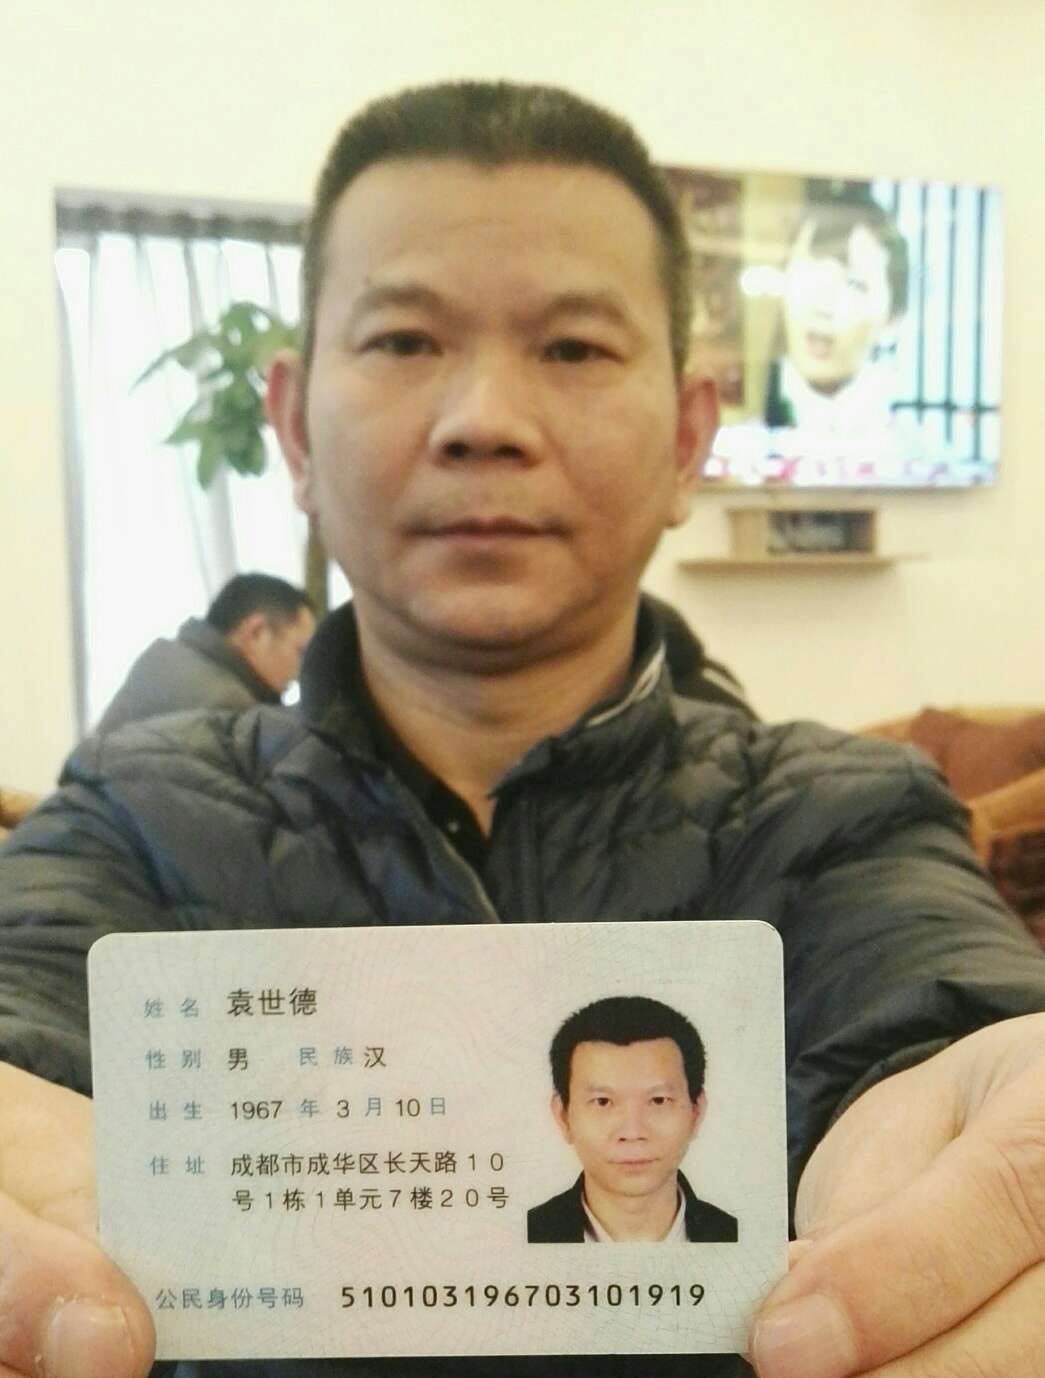 姓名 袁世德
性别 男 民族 汉
出生 1967 年 3 月 10 日
住址 成都市成华区长天路10
号1栋1单元7楼20号
公民身份号码 510103196703101919